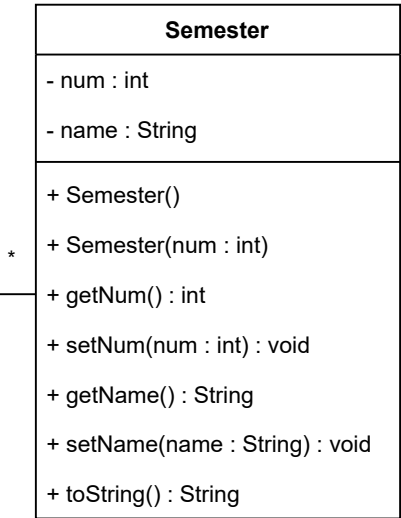 Semester
- num : int
- name : String
+ Semester()
+ Semester(num : int)
*
+ getNum() : int
+ setNum(num : int) : void
+ getName() : String
+ setName(name : String) : void
+ toString() : String